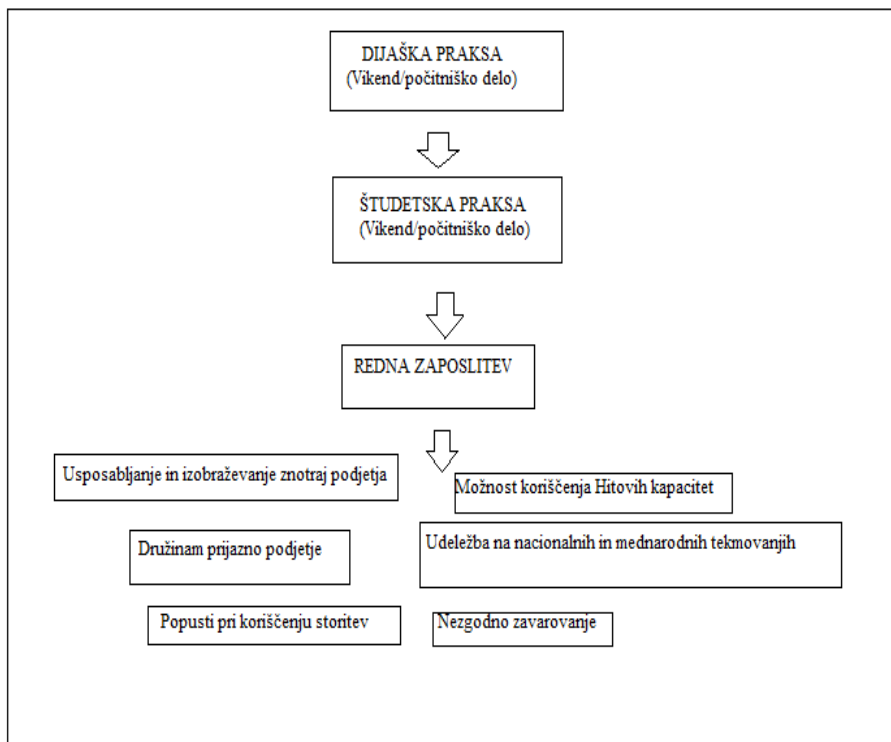 DIJAŠKA PRAKSA
(Vikend/počitniško delo)
ŠTUDETSKA PRAKSA
(Vikend/počitniško delo)
REDNA ZAPOSLITEV
Usposabljanje in izobraževanje znotraj podjetja
Možnost koriščenja Hitovih kapacitet
Družinam prijazno podjetje
Udeležba na nacionalnih in mednarodnih tekmovanjih
Popusti pri koriščenju storitev
Nezgodno zavarovanje